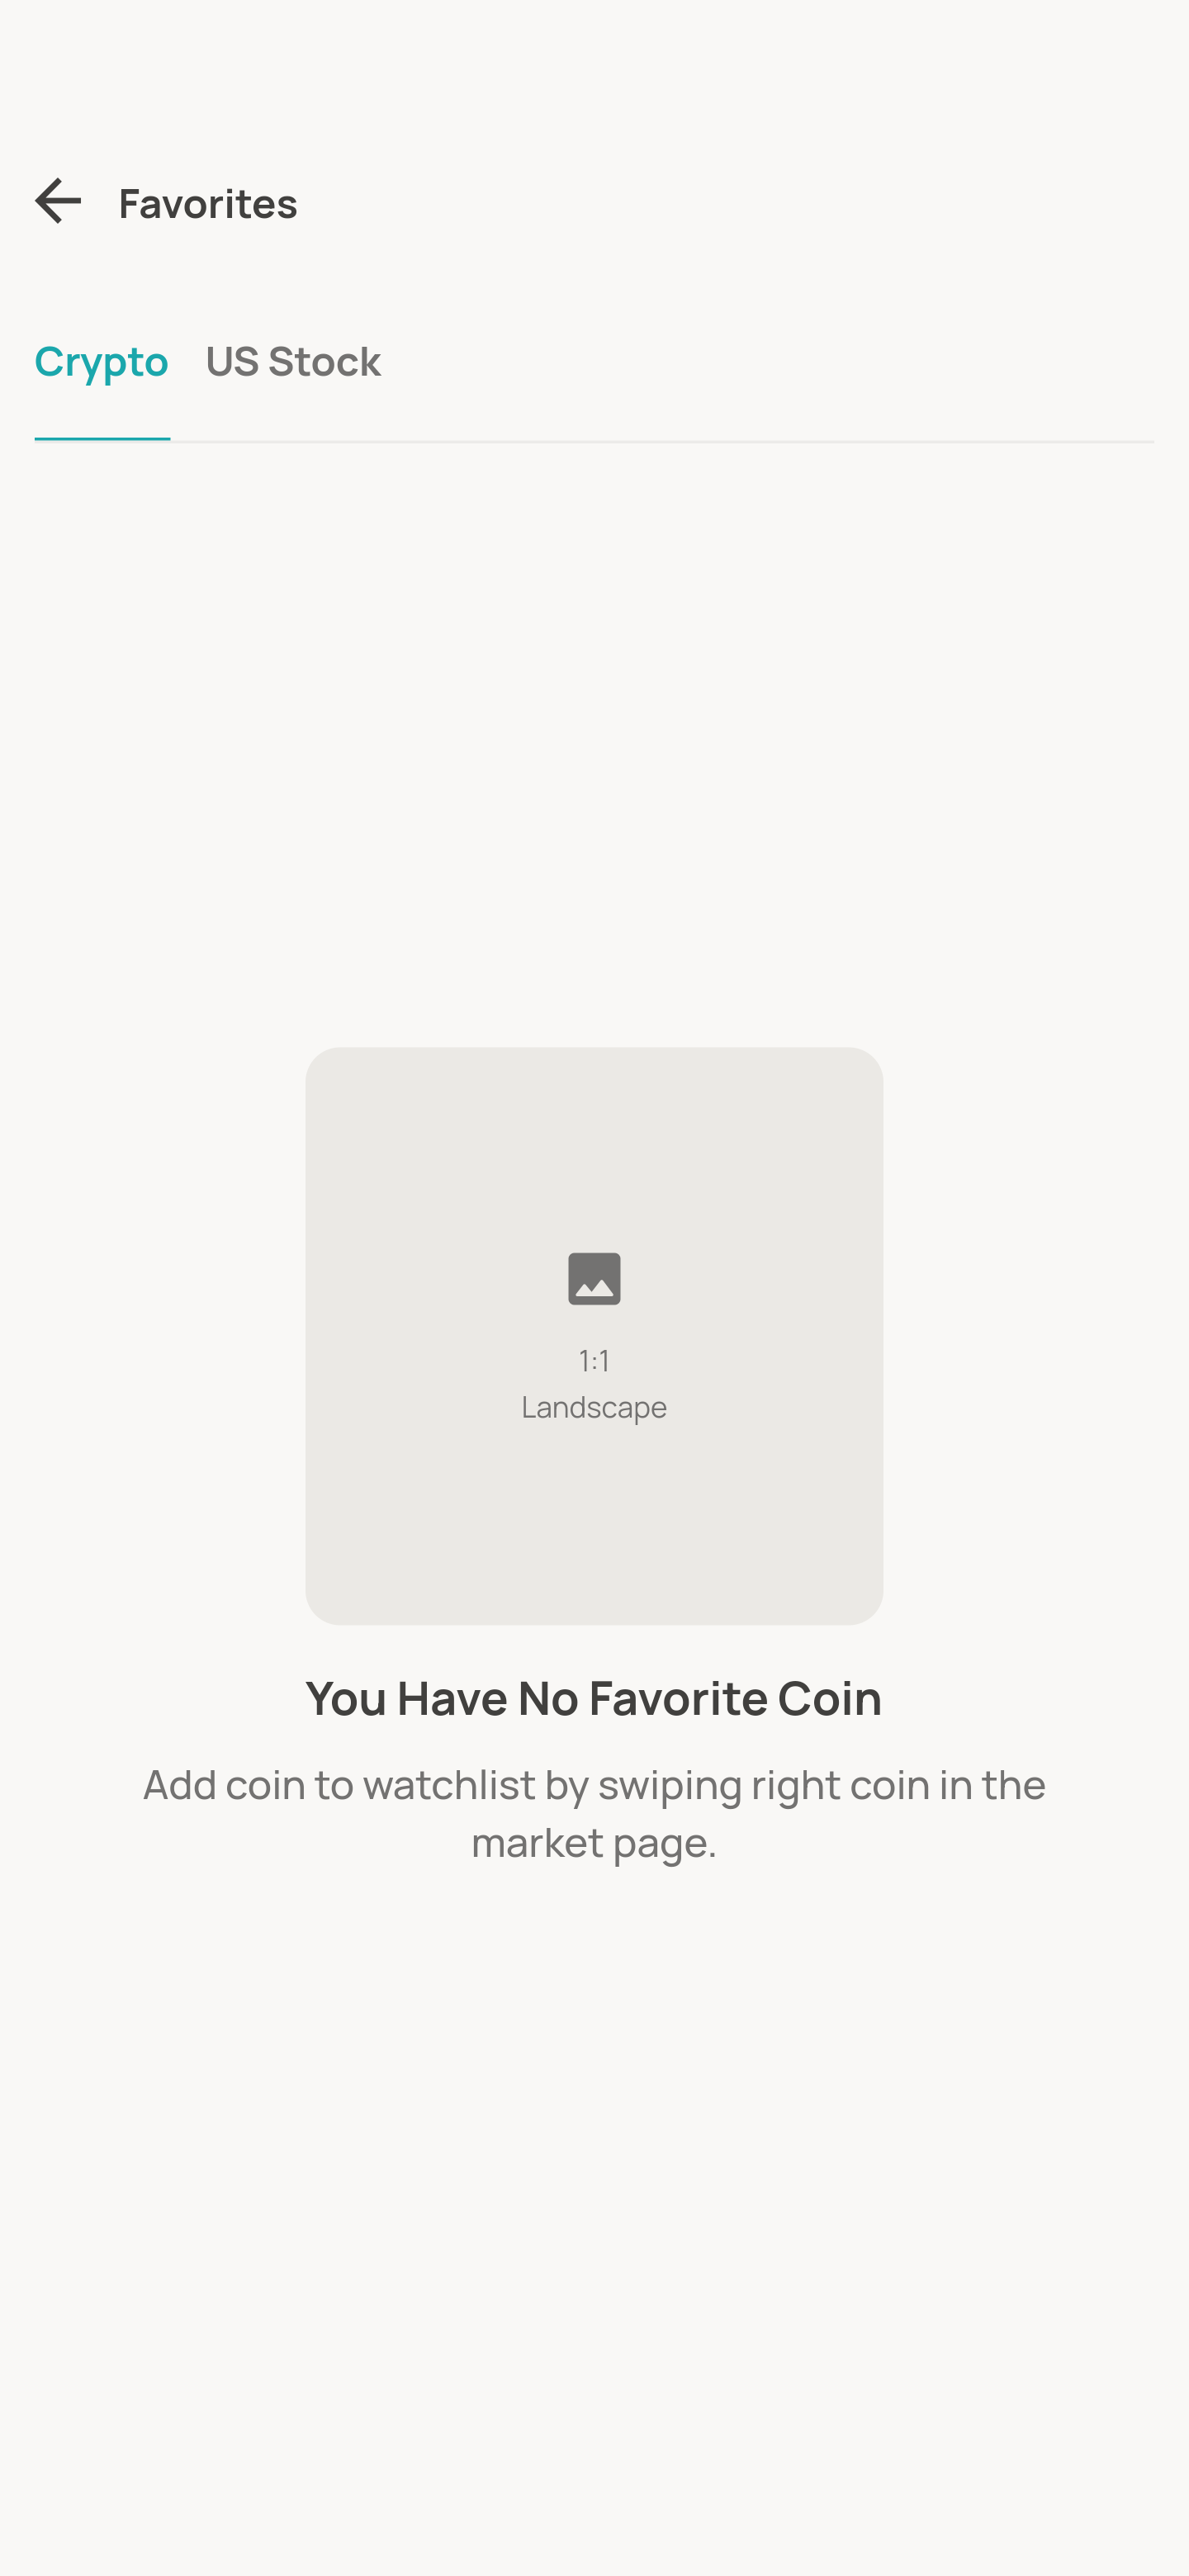 Favorites
Crypto US Stock
1:1
Landscape
You Have No Favorite Coin
Add coin to watchlist by swiping right coin in the
market page.